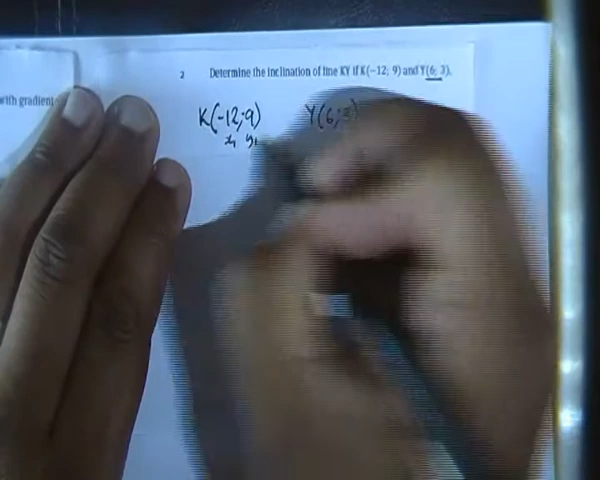 2 Determine the inclination of line KY if K(−12; 9) and Y(6; 3).
with gradient
K(-12;9) Y(6;3)
x₁ y₁